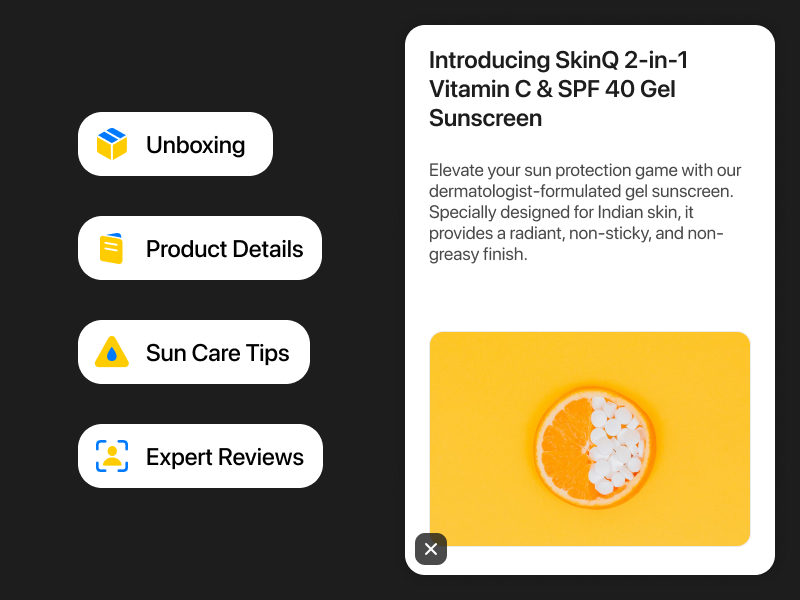 Unboxing
Product Details
Sun Care Tips
Expert Reviews
Introducing SkinQ 2-in-1
Vitamin C & SPF 40 Gel
Sunscreen
Elevate your sun protection game with our
dermatologist-formulated gel sunscreen.
Specially designed for Indian skin, it
provides a radiant, non-sticky, and non-
greasy finish.